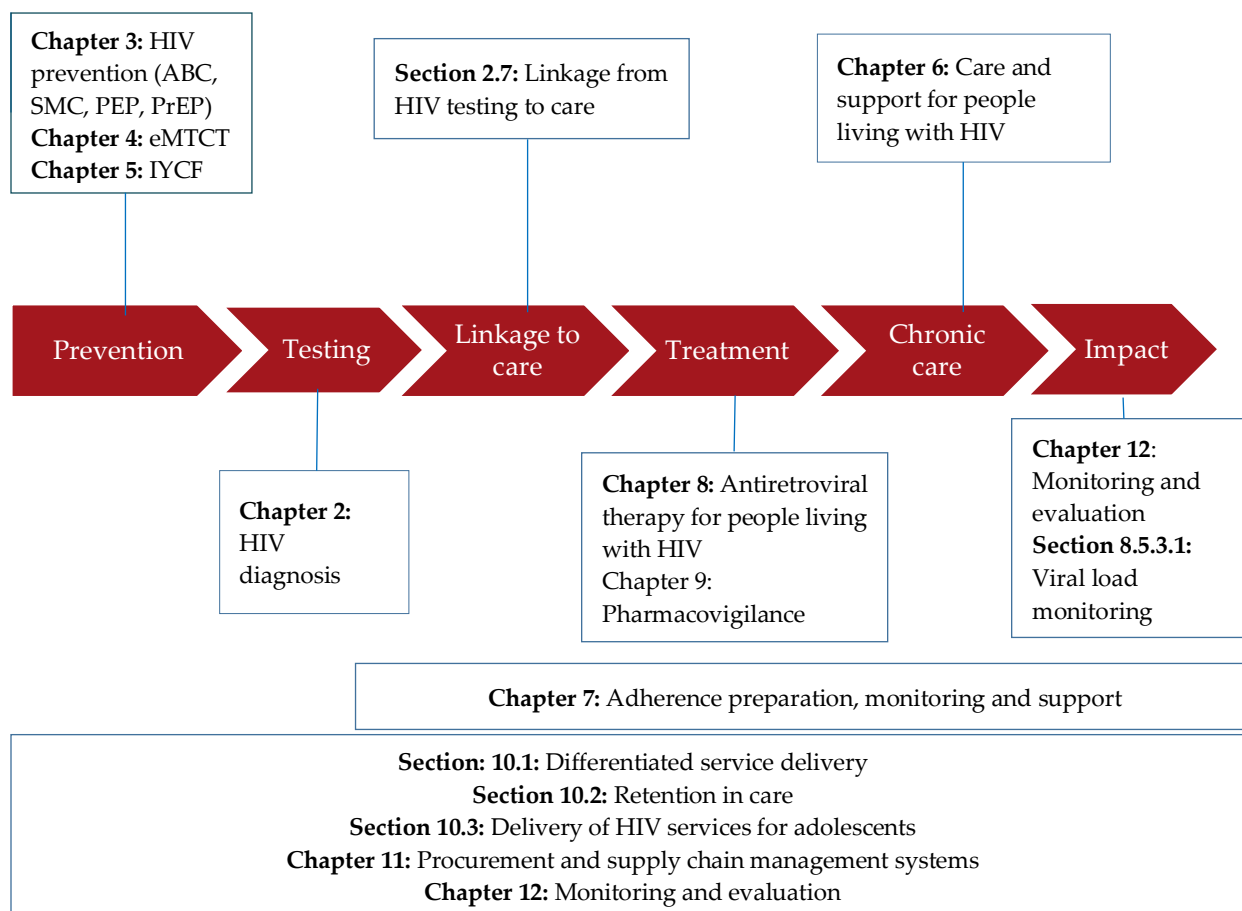 Chapter 3: HIV
prevention (ABC,
SMC, PEP, PrEP)
Chapter 4: eMTCT
Chapter 5: IYCF
Section 2.7: Linkage from
HIV testing to care
Chapter 6: Care and
support for people
living with HIV
Prevention
Testing
Linkage to
care
Treatment
Chronic
care
Impact
Chapter 2:
HIV
diagnosis
Chapter 8: Antiretroviral
therapy for people living
with HIV
Chapter 9:
Pharmacovigilance
Chapter 12:
Monitoring and
evaluation
Section 8.5.3.1:
Viral load
monitoring
Chapter 7: Adherence preparation, monitoring and support
Section: 10.1: Differentiated service delivery
Section 10.2: Retention in care
Section 10.3: Delivery of HIV services for adolescents
Chapter 11: Procurement and supply chain management systems
Chapter 12: Monitoring and evaluation